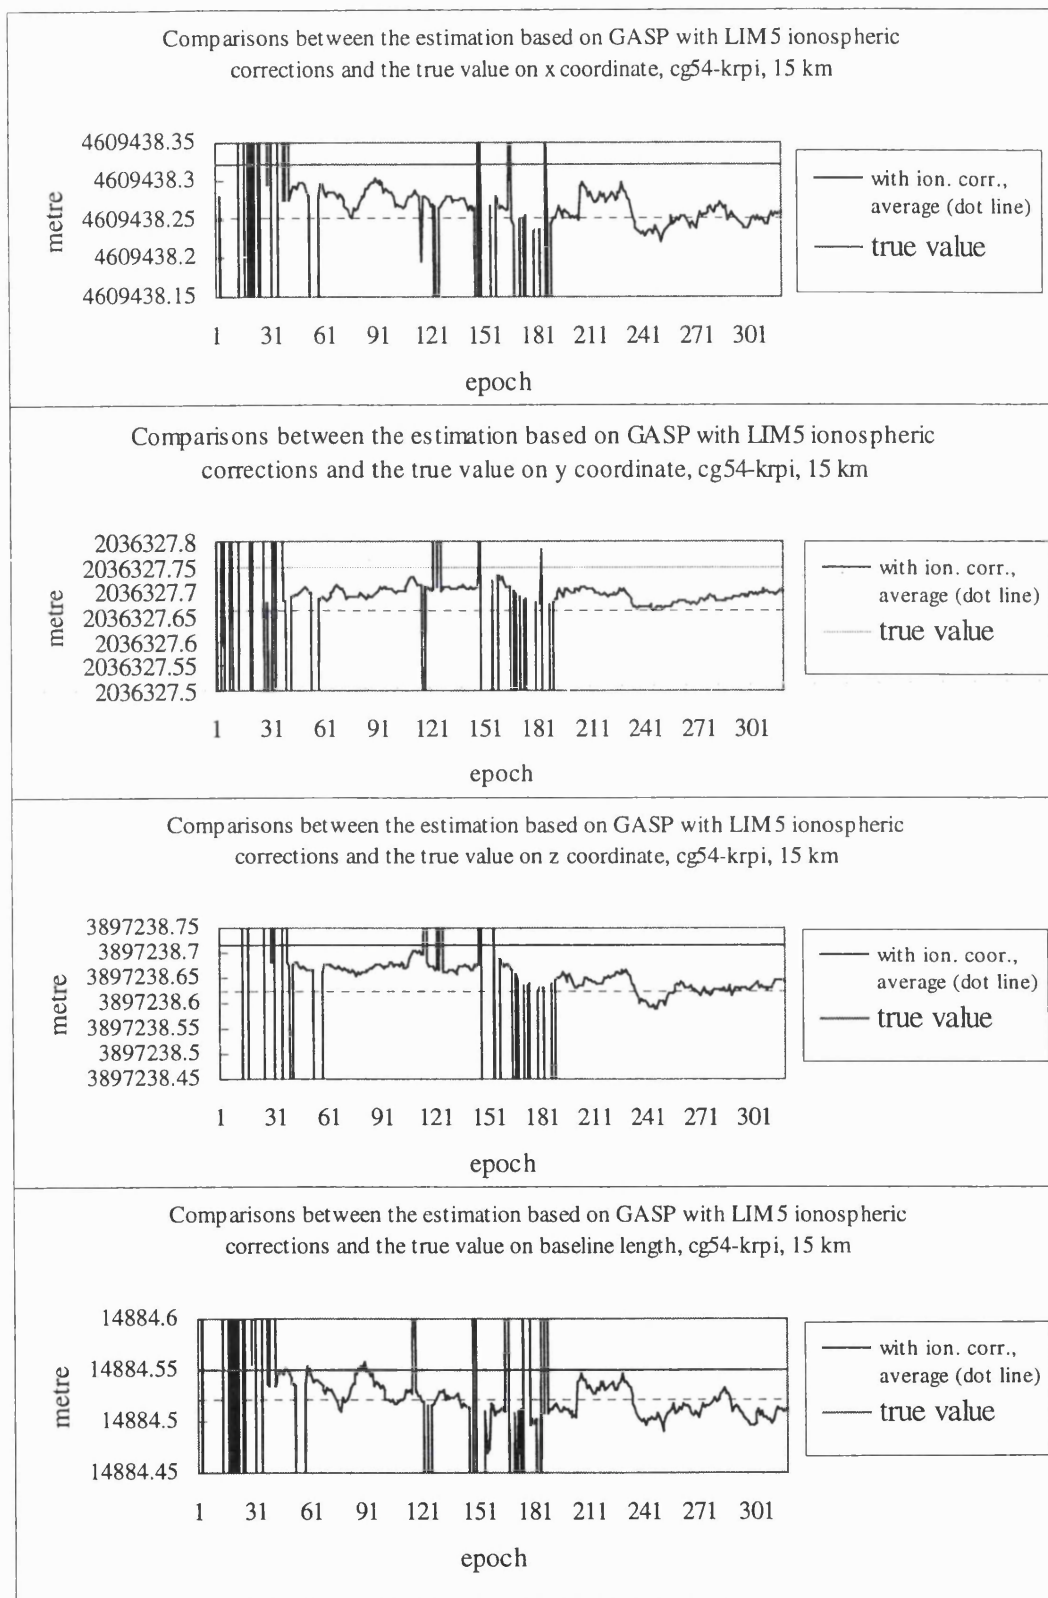 Comparisons between the estimation based on GASP with LIM5 ionospheric
corrections and the true value on x coordinate, cg54-krpi, 15 km
4609438.35
4609438.3
4609438.25
4609438.2
4609438.15
metre
1 31 61 91 121 151 181 211 241 271 301
epoch
with ion. corr.,
average (dot line)
true value
Comparisons between the estimation based on GASP with LIM5 ionospheric
corrections and the true value on y coordinate, cg54-krpi, 15 km
2036327.8
2036327.75
2036327.7
2036327.65
2036327.6
2036327.55
2036327.5
metre
1 31 61 91 121 151 181 211 241 271 301
epoch
with ion. corr.,
average (dot line)
true value
Comparisons between the estimation based on GASP with LIM5 ionospheric
corrections and the true value on z coordinate, cg54-krpi, 15 km
3897238.75
3897238.7
3897238.65
3897238.6
3897238.55
3897238.5
3897238.45
metre
1 31 61 91 121 151 181 211 241 271 301
epoch
with ion. coor.,
average (dot line)
true value
Comparisons between the estimation based on GASP with LIM5 ionospheric
corrections and the true value on baseline length, cg54-krpi, 15 km
14884.6
14884.55
14884.5
14884.45
metre
1 31 61 91 121 151 181 211 241 271 301
epoch
with ion. corr.,
average (dot line)
true value